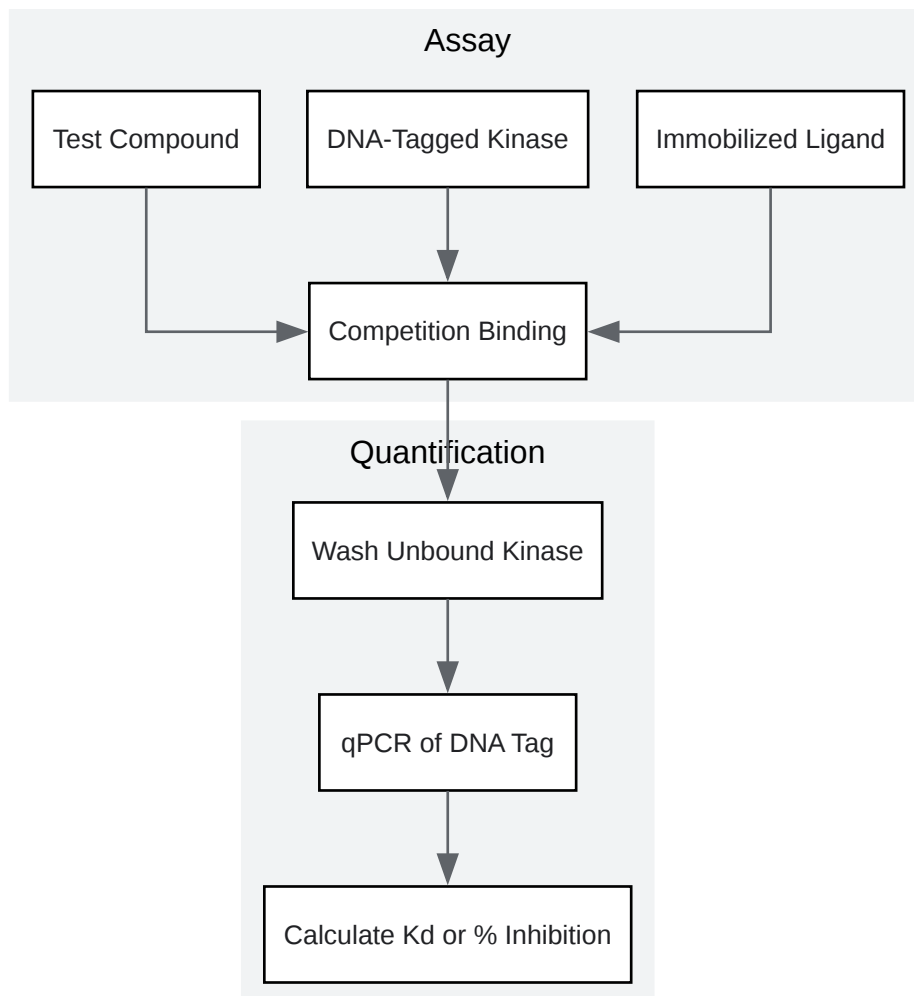 Assay
Test Compound
DNA-Tagged Kinase
Immobilized Ligand
Competition Binding
Quantification
Wash Unbound Kinase
qPCR of DNA Tag
Calculate Kd or % Inhibition